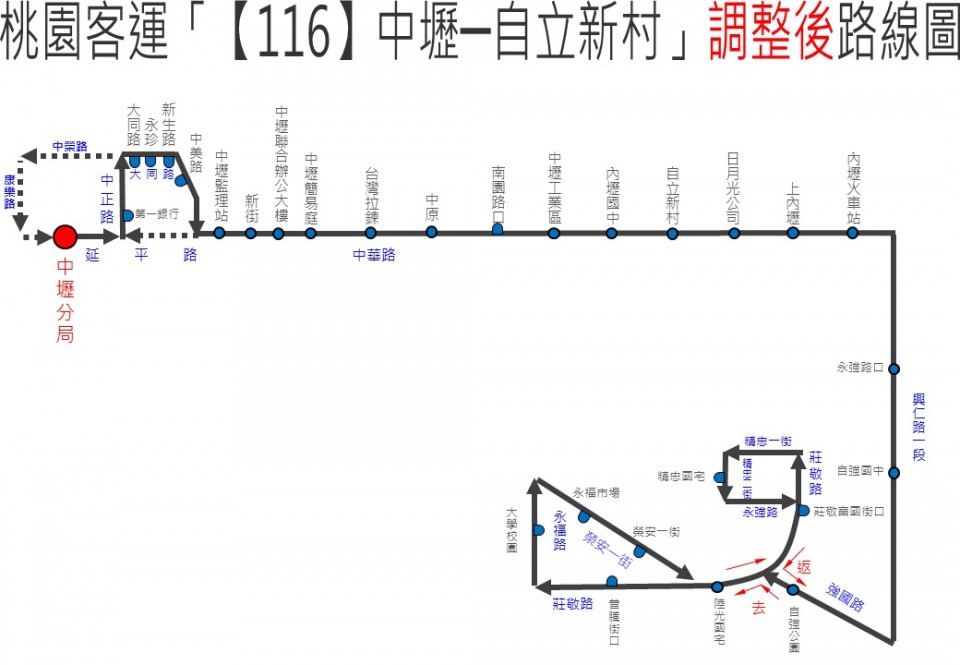 桃園客運「【116】中壢—自立新村」調整後路線圖
大同路
永珍
新生路
中美路
中壢監理站
新街
中壢聯合辦公大樓
中壢簡易庭
台灣拉鍊
中原
南園路口
中壢工業區
內壢國中
自立新村
日月光公司
上內壢
內壢火車站
中榮路
康樂路
中正路
大同路
第一銀行
延平路
中華路
中壢分局
永強路口
興仁路一段
自強國中
精忠一街
莊敬路
精忠國宅
精忠二街
永強路
莊敬富國街口
永福市場
大學校園
永福路
榮安一街
榮安一街
返
去
強國路
莊敬路
普騰街口
陸光國宅
自強公園